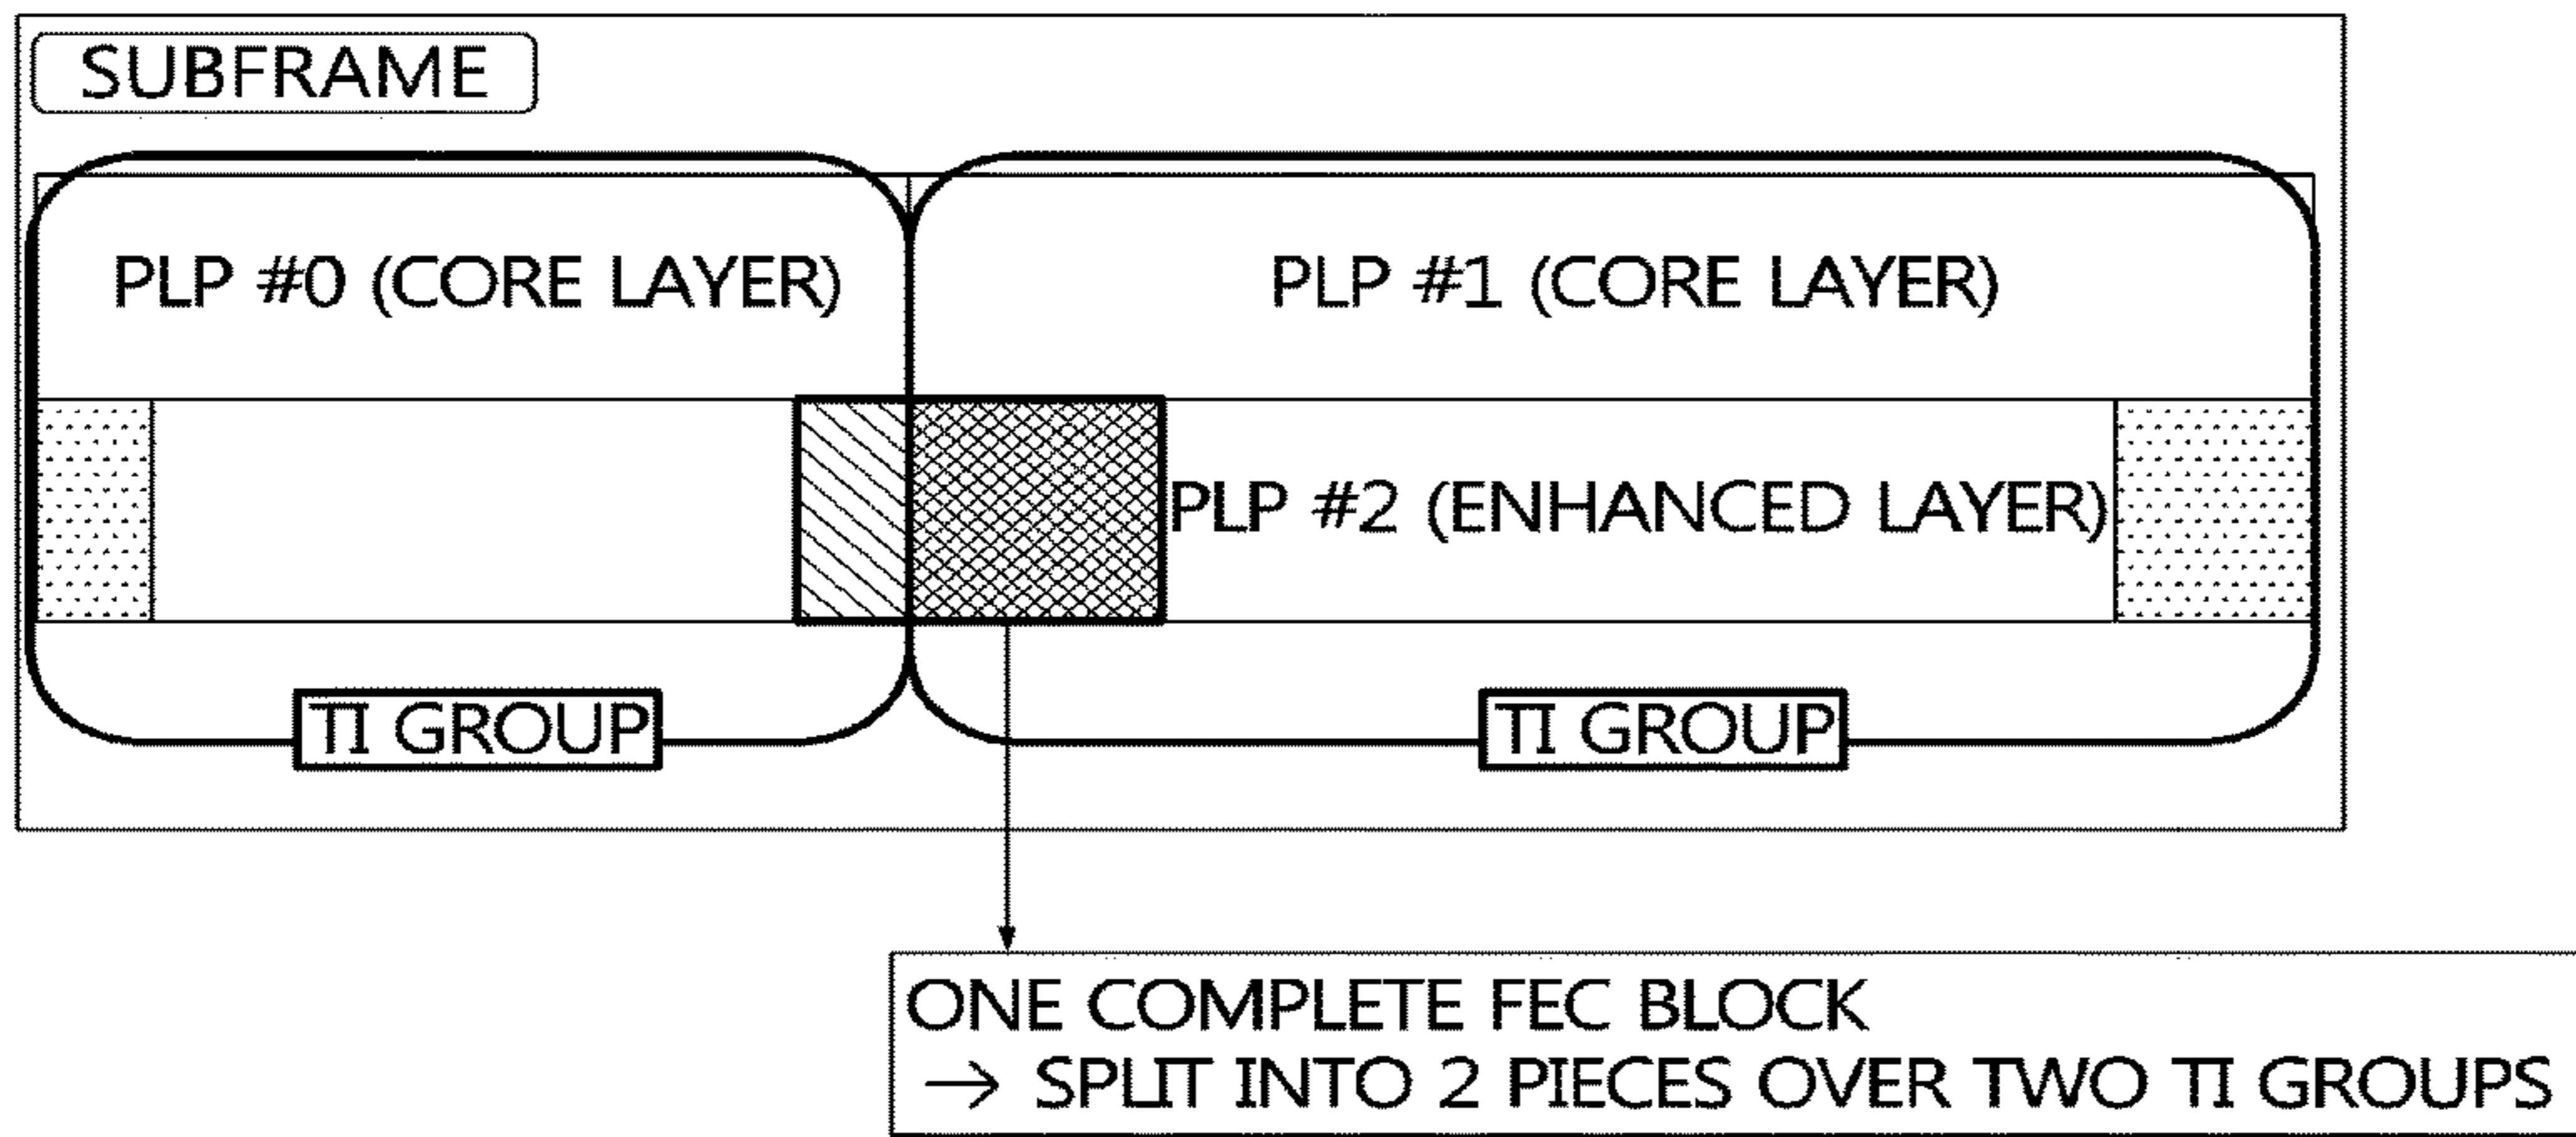 SUBFRAME
PLP #0 (CORE LAYER)
PLP #1 (CORE LAYER)
PLP #2 (ENHANCED LAYER)
TI GROUP
TI GROUP
ONE COMPLETE FEC BLOCK
→ SPLIT INTO 2 PIECES OVER TWO TI GROUPS